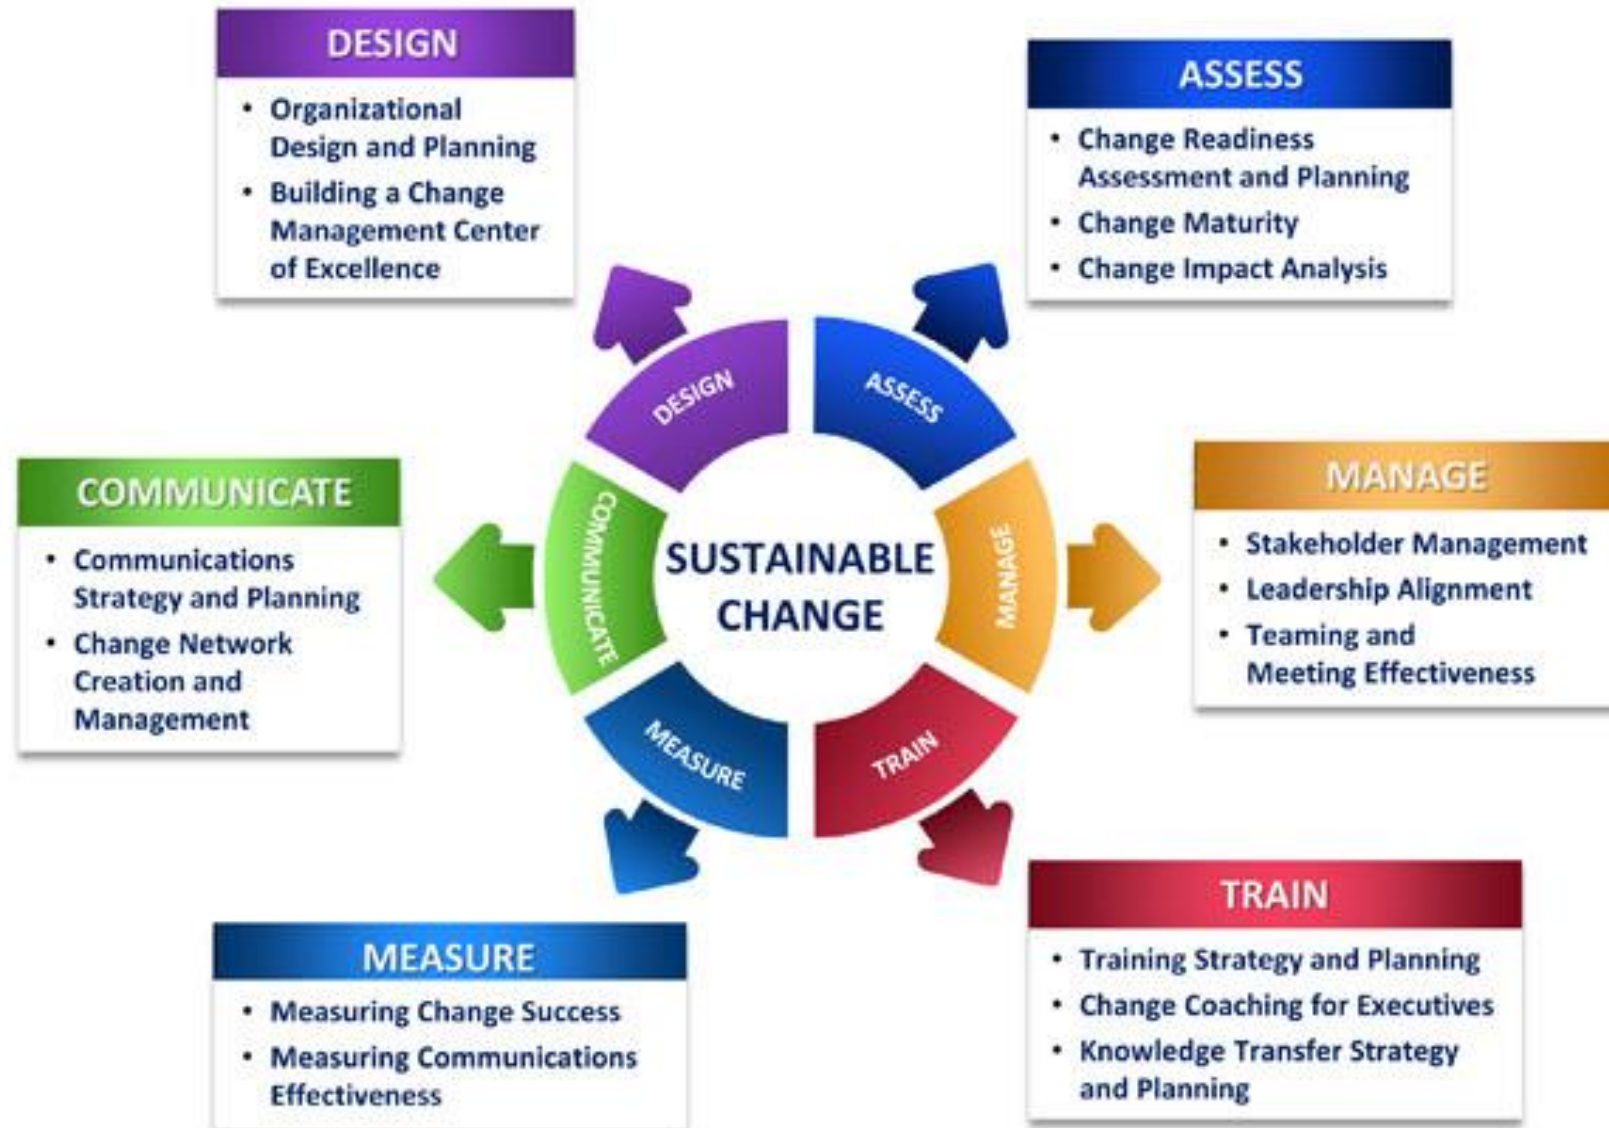 DESIGN
• Organizational
Design and Planning
• Building a Change
Management Center
of Excellence
ASSESS
• Change Readiness
Assessment and Planning
• Change Maturity
• Change Impact Analysis
DESIGN
ASSESS
COMMUNICATE
• Communications
Strategy and Planning
• Change Network
Creation and
Management
COMMUNICATE
SUSTAINABLE
CHANGE
MANAGE
MANAGE
• Stakeholder Management
• Leadership Alignment
• Teaming and
Meeting Effectiveness
MEASURE
TRAIN
MEASURE
• Measuring Change Success
• Measuring Communications
Effectiveness
TRAIN
• Training Strategy and Planning
• Change Coaching for Executives
• Knowledge Transfer Strategy
and Planning